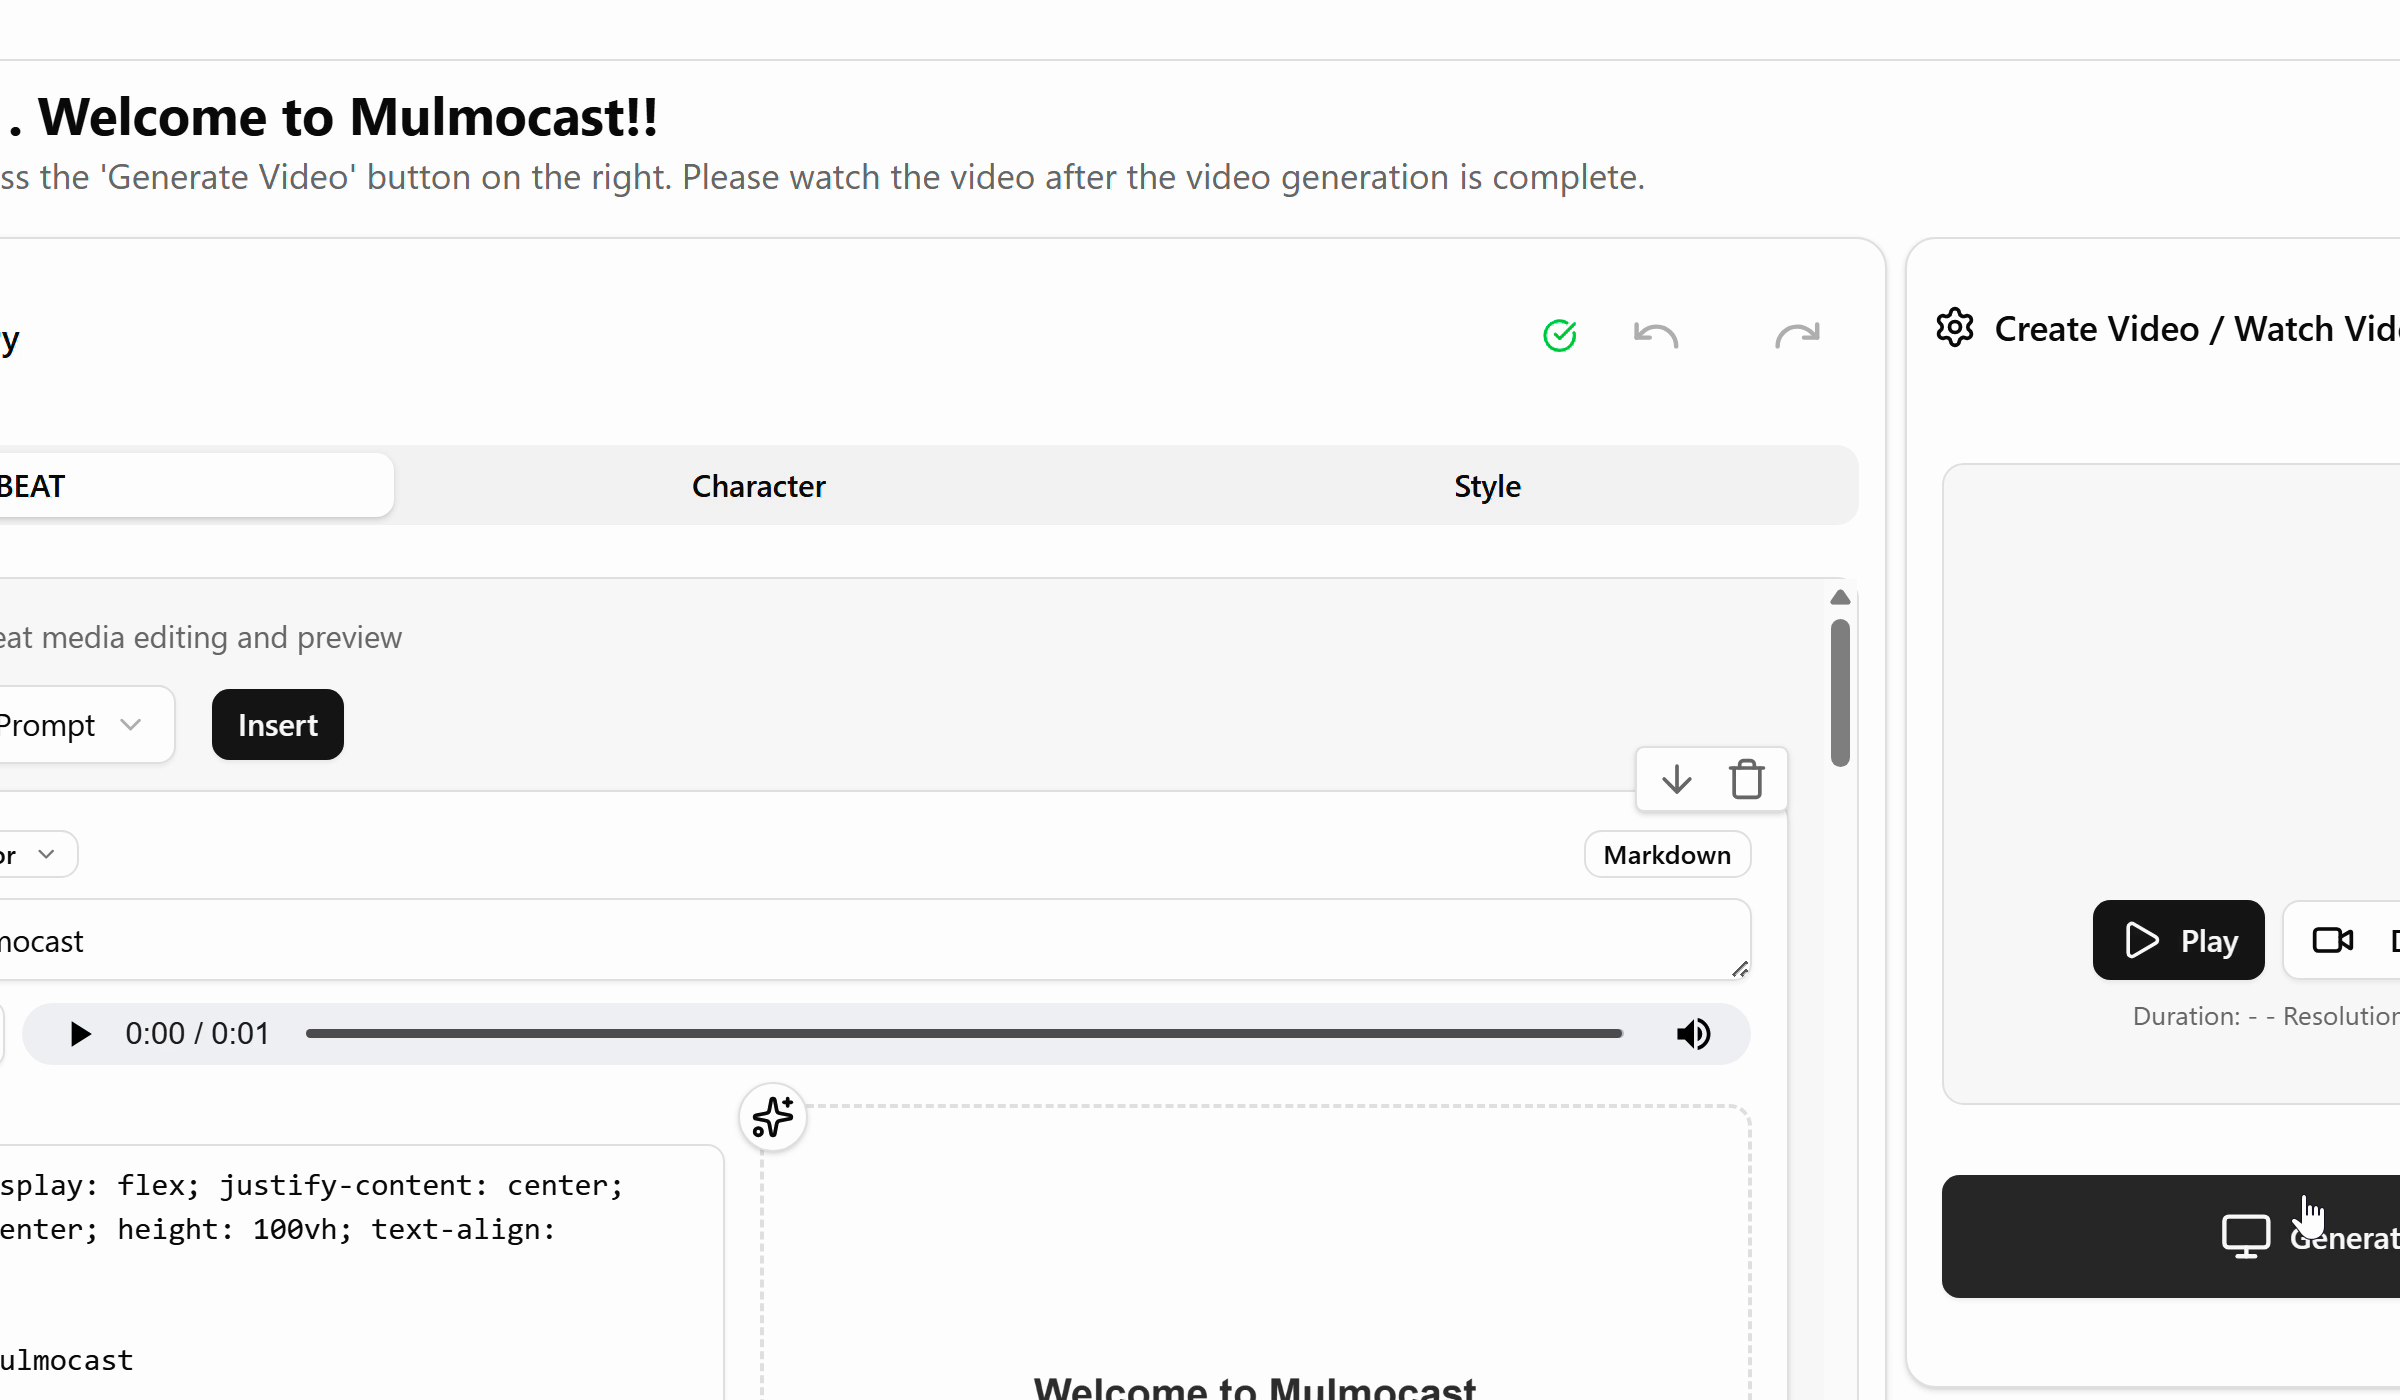 . Welcome to Mulmocast!!
ss the 'Generate Video' button on the right. Please watch the video after the video generation is complete.
y
Create Video / Watch Vid
BEAT
Character
Style
eat media editing and preview
Prompt
Insert
or
Markdown
mocast
0:00 / 0:01
Play
D
Duration: - - Resolution
splay: flex; justify-content: center;
enter; height: 100vh; text-align:
ulmocast
Generat
Welcome to Mulmocast